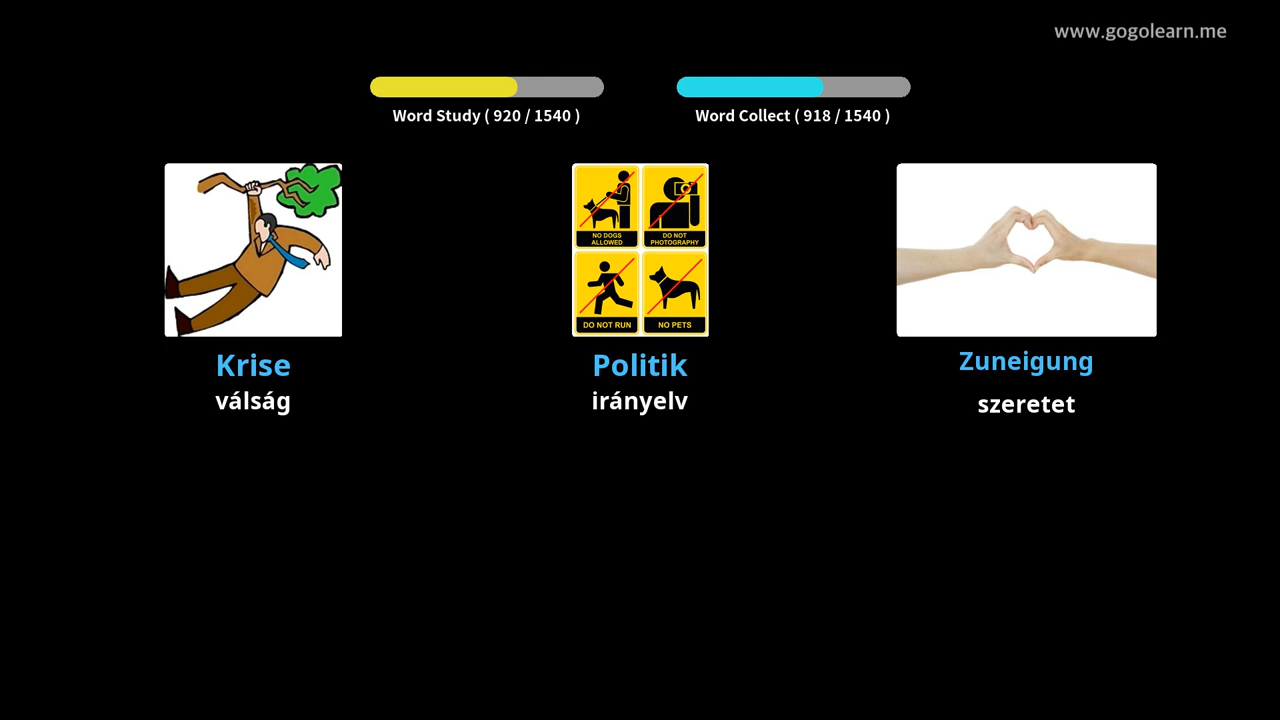 www.gogolearn.me
Word Study ( 920 / 1540 )
Word Collect ( 918 / 1540 )
NO DOGS
ALLOWED
DO NOT
PHOTOGRAPHY
DO NOT RUN
NO PETS
Krise
válság
Politik
irányelv
Zuneigung
szeretet